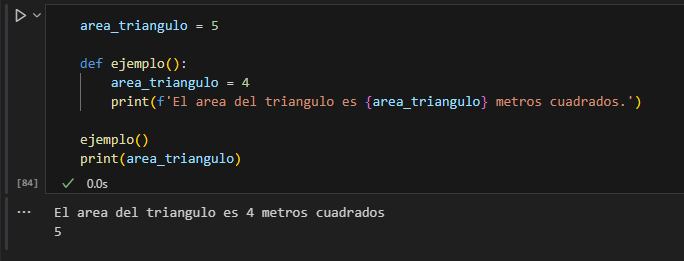 area_triangulo = 5
def ejemplo():
area_triangulo = 4
print(f'El area del triangulo es {area_triangulo} metros cuadrados.')
ejemplo()
print(area_triangulo)
[84]
0.0s
El area del triangulo es 4 metros cuadrados
5